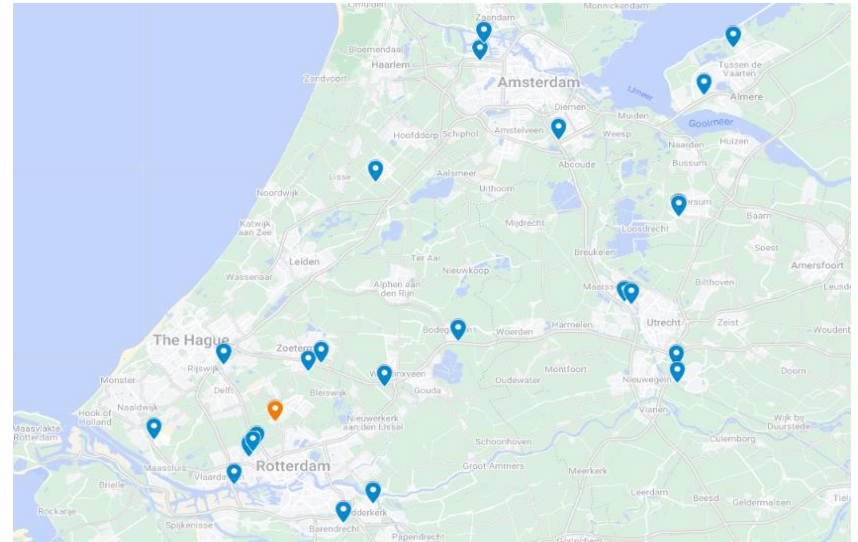 Monnickendam
Zaandam
Bloemendaal
Haarlem
Zandvoort
Amsterdam
Tussen de
Vaarten
IJmeer
Almere
Diemen
Muiden
Gooimeer
Hoofddorp
Schiphol
Amstelveen
Weesp
Naarden
Huizen
Abcoude
Bussum
Lisse
Aalsmeer
Uithoorn
Noordwijk
Mijdrecht
Loosdrecht
Baarn
Katwijk
aan Zee
Soest
Leiden
Ter Aar
Breukelen
Amersfoort
Wassenaar
Nieuwkoop
Alphen aan
den Rijn
Bilthoven
The Hague
Woerden
Harmelen
Utrecht
Zeist
Rijswijk
Monster
Delft
Bleiswijk
Gouda
Oudewater
Montfoort
Nieuwegein
Doorn
Naaldwijk
Hook of
Holland
Maasvlakte
Rotterdam
Nieuwerkerk
aan den IJssel
Vianen
Wijk bij
Duurstede
Schoonhoven
Culemborg
Maassluis
Rotterdam
Groot-Ammers
Meerkerk
Brielle
Leerdam
Beesd
Geldermalsen
Rockanje
Spijkenisse
Barendrecht
Papendrecht